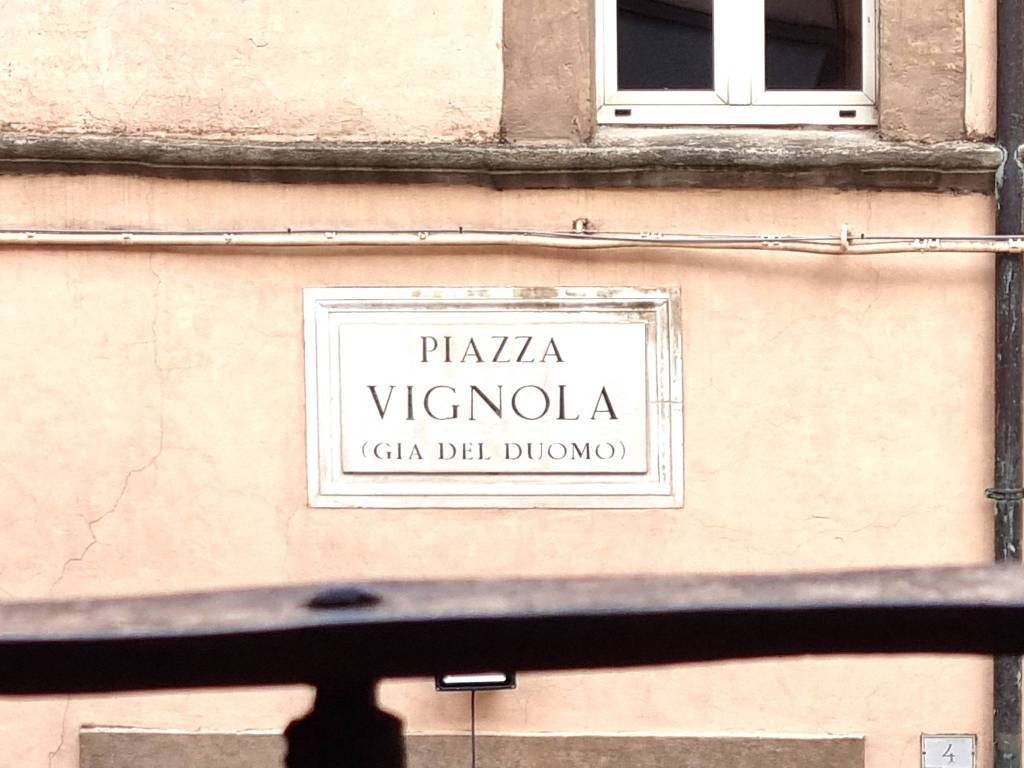 PIAZZA
VIGNOLA
(GIA DEL DUOMO)
4